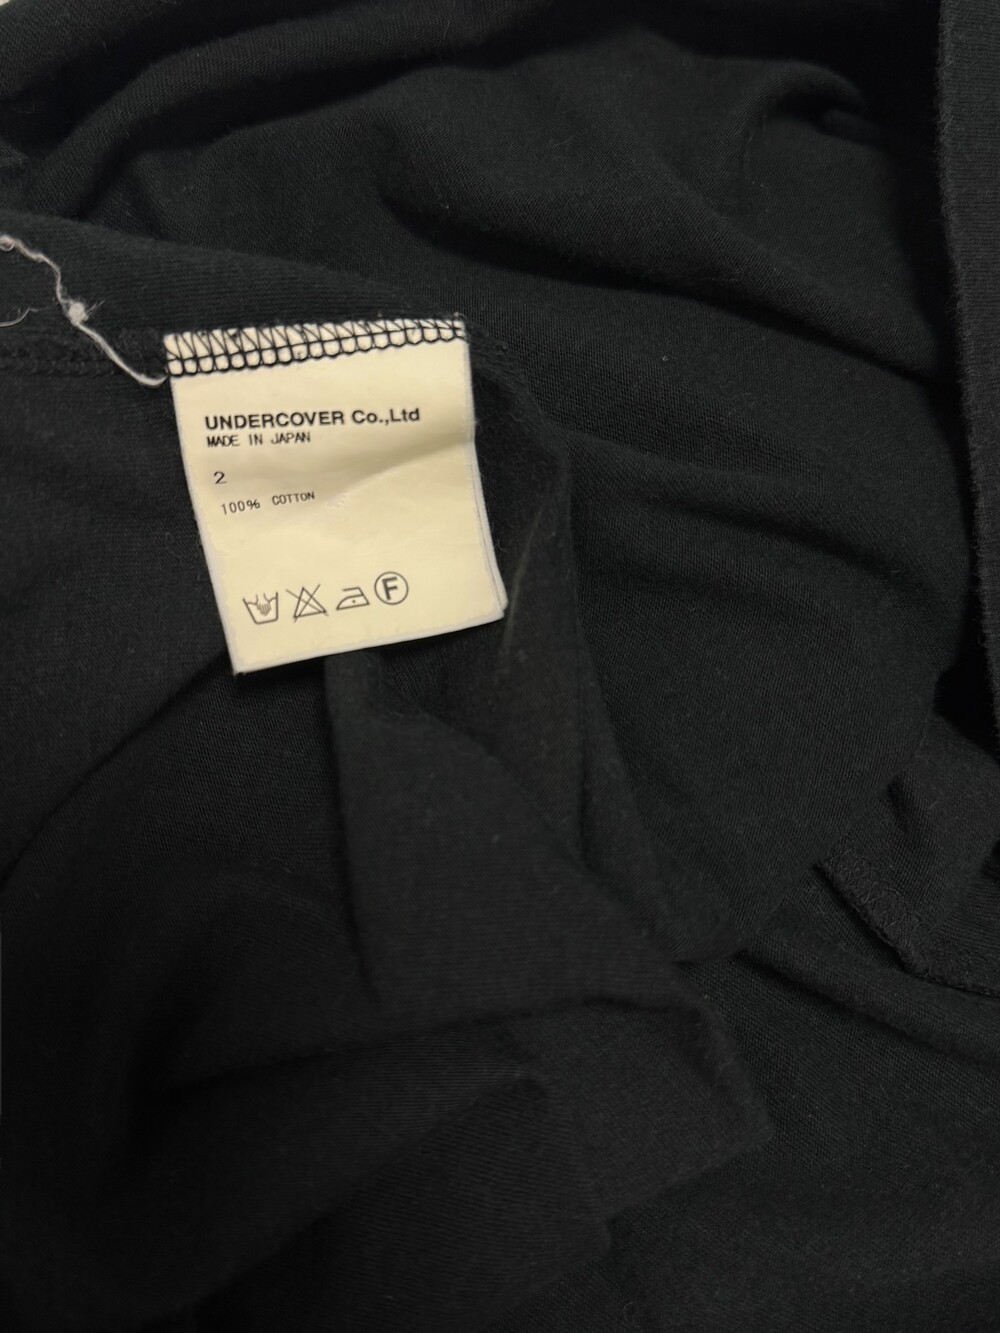 UNDERCOVER Co.,Ltd
MADE IN JAPAN
2
100% COTTON
F